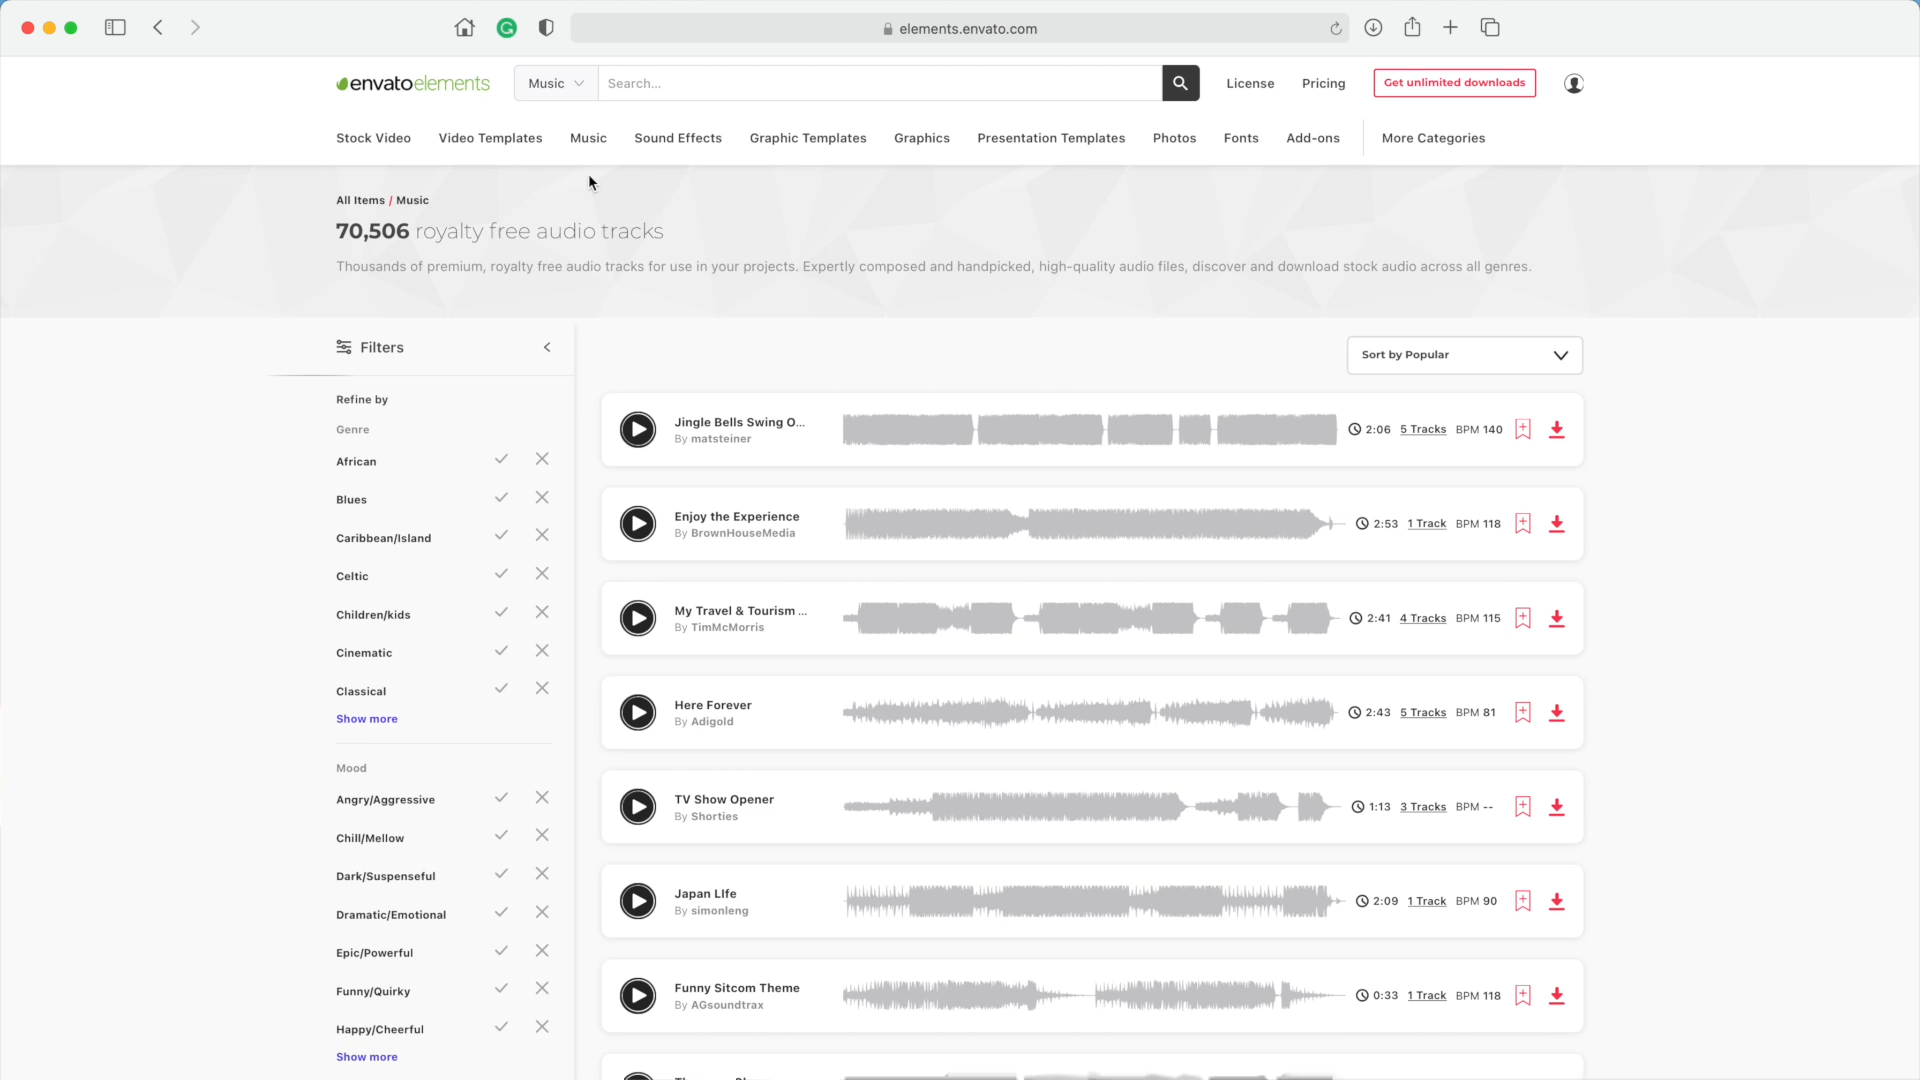 elements.envato.com
envatoelements Music Search... License Pricing Get unlimited downloads
Stock Video Video Templates Music Sound Effects Graphic Templates Graphics Presentation Templates Photos Fonts Add-ons More Categories
All Items / Music
70,506 royalty free audio tracks
Thousands of premium, royalty free audio tracks for use in your projects. Expertly composed and handpicked, high-quality audio files, discover and download stock audio across all genres.
Filters
Refine by
Genre
African
Blues
Caribbean/Island
Celtic
Children/kids
Cinematic
Classical
Show more
Mood
Angry/Aggressive
Chill/Mellow
Dark/Suspenseful
Dramatic/Emotional
Epic/Powerful
Funny/Quirky
Happy/Cheerful
Show more
Sort by Popular
Jingle Bells Swing O...
By matsteiner
2:06 5 Tracks BPM 140
Enjoy the Experience
By BrownHouseMedia
2:53 1 Track BPM 118
My Travel & Tourism ...
By TimMcMorris
2:41 4 Tracks BPM 115
Here Forever
By Adigold
2:43 5 Tracks BPM 81
TV Show Opener
By Shorties
1:13 3 Tracks BPM --
Japan LIfe
By simonleng
2:09 1 Track BPM 90
Funny Sitcom Theme
By AGsoundtrax
0:33 1 Track BPM 118